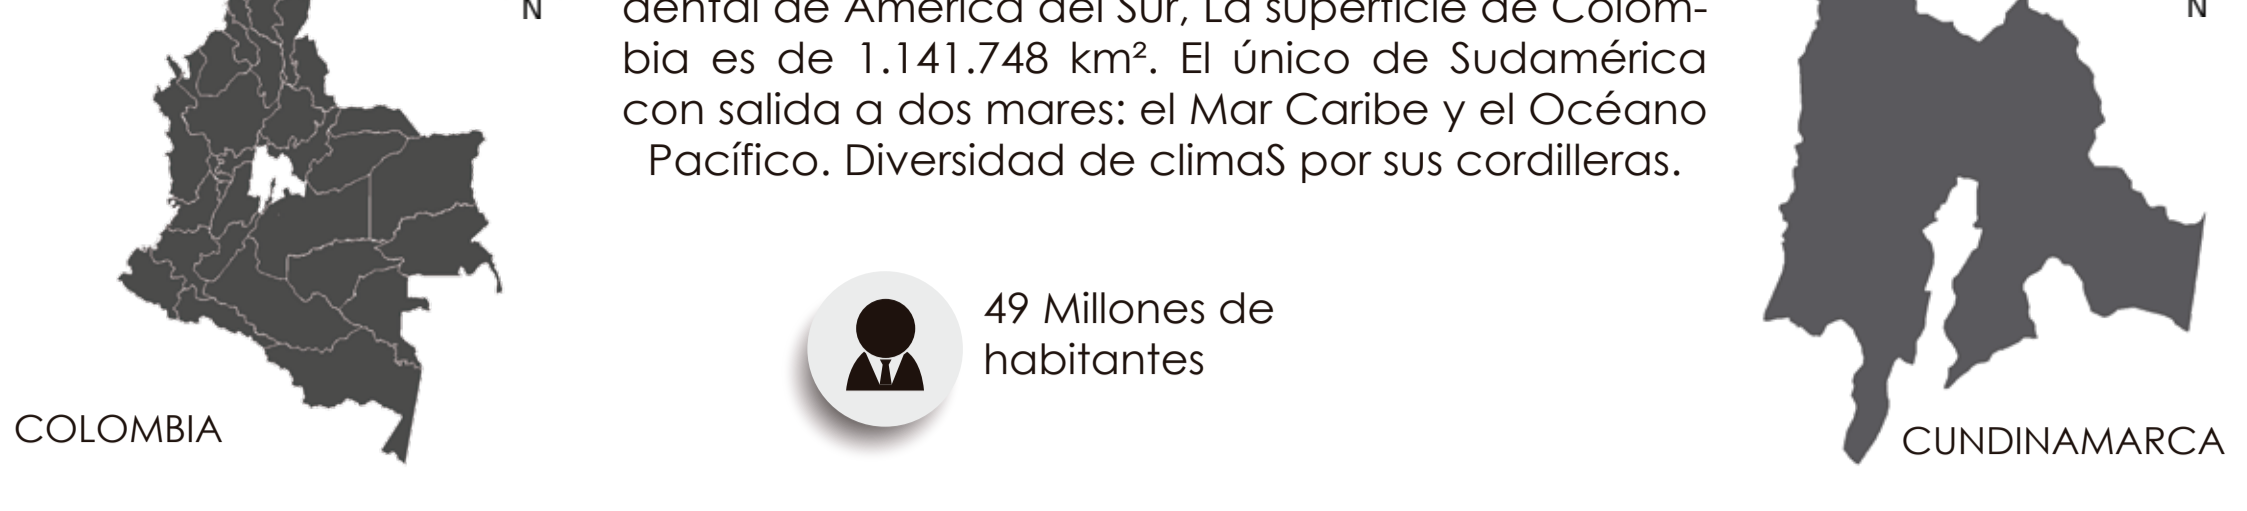 N
dental de América del Sur, La superficie de Colom-
bia es de 1.141.748 km². El único de Sudamérica
con salida a dos mares: el Mar Caribe y el Océano
Pacífico. Diversidad de climaS por sus cordilleras.
N
49 Millones de
habitantes
COLOMBIA
CUNDINAMARCA